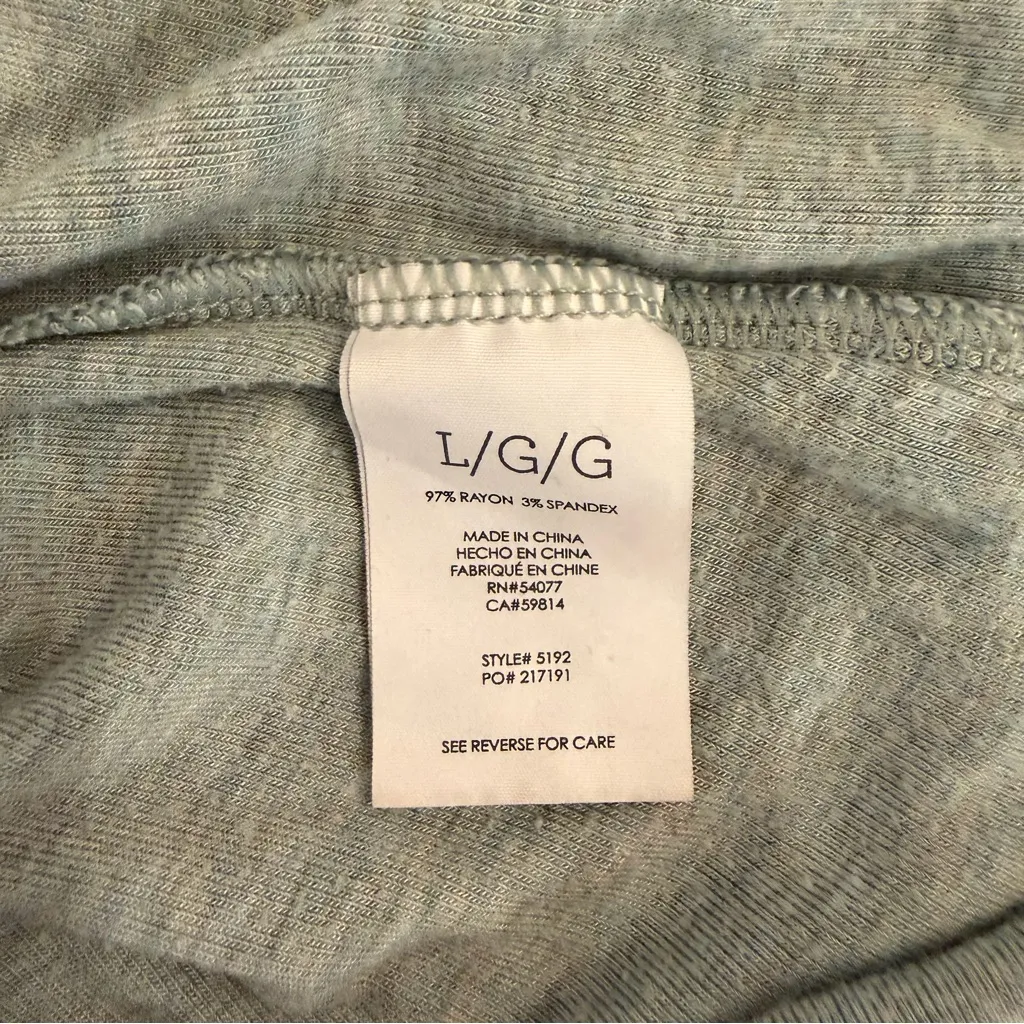 L/G/G
97% RAYON 3% SPANDEX
MADE IN CHINA
HECHO EN CHINA
FABRIQUÉ EN CHINE
RN#54077
CA#59814
STYLE# 5192
PO# 217191
SEE REVERSE FOR CARE